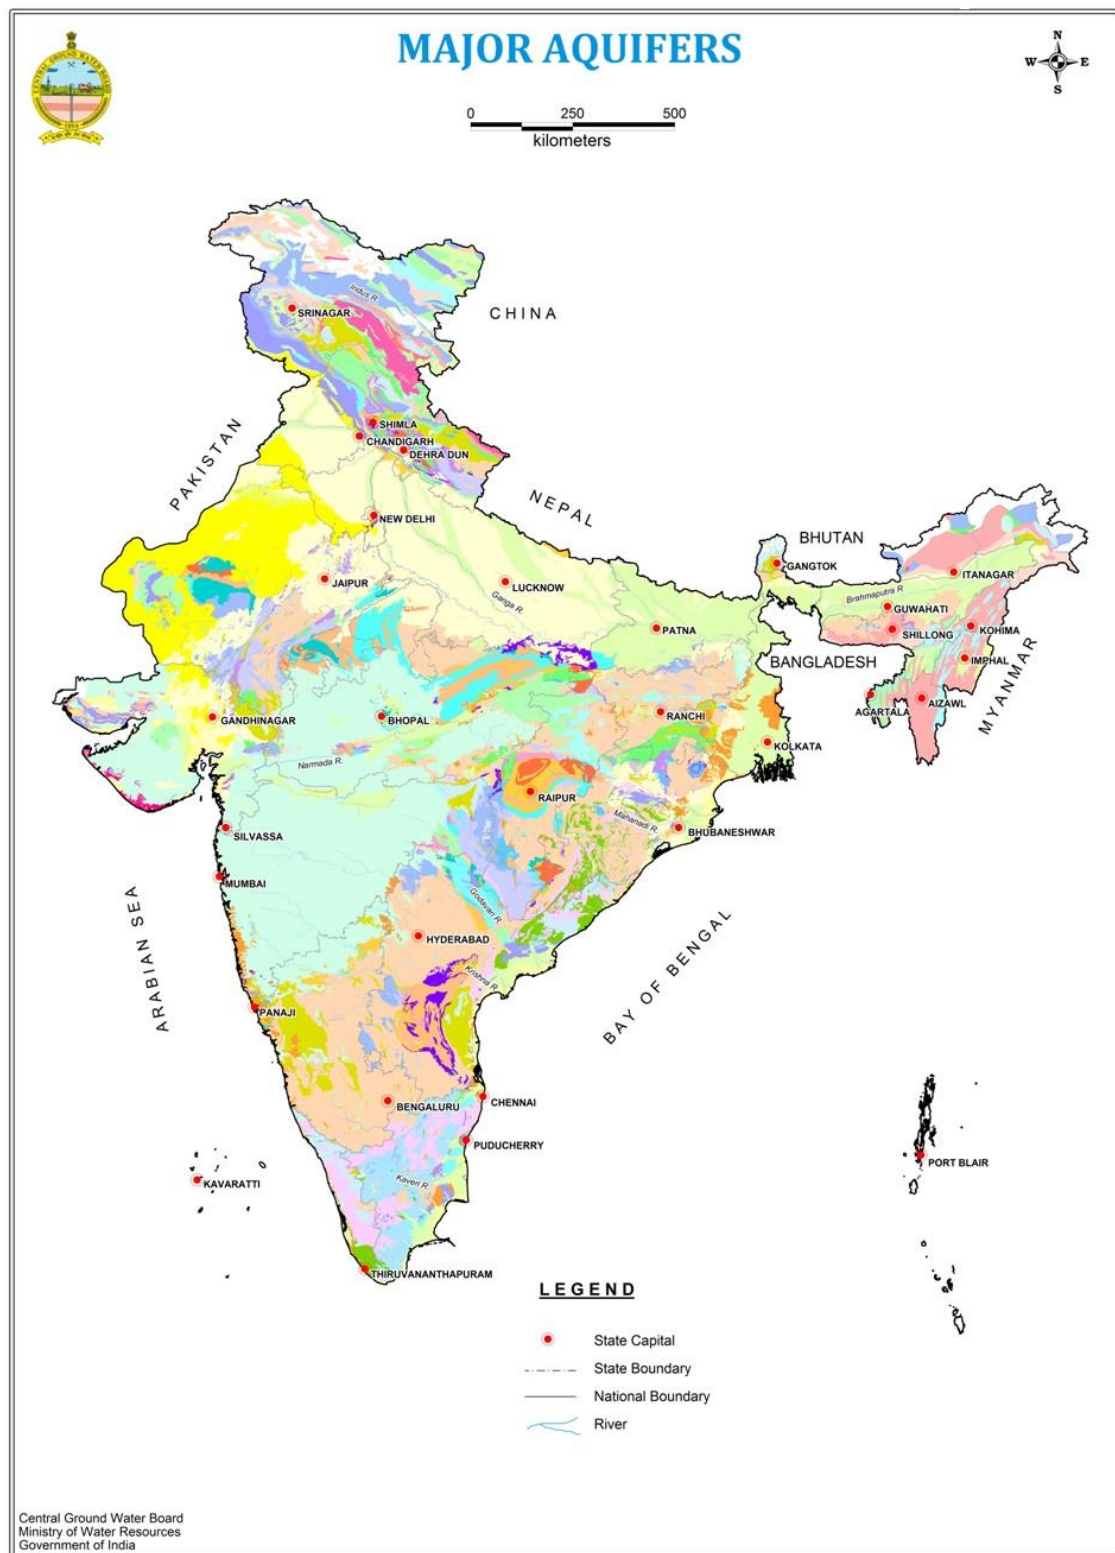 MAJOR AQUIFERS
CENTRAL GROUND WATER BOARD
N
W E
S
0 250 500
kilometers
CHINA
Indus R.
SRINAGAR
SHIMLA
CHANDIGARH
DEHRA DUN
PAKISTAN
NEPAL
NEW DELHI
BHUTAN
GANGTOK
ITANAGAR
JAIPUR
LUCKNOW
Ganga R.
Brahmaputra R
GUWAHATI
PATNA
SHILLONG
KOHIMA
BANGLADESH
IMPHAL
MYANMAR
AGARTALA
AIZAWL
GANDHINAGAR
BHOPAL
RANCHI
KOLKATA
Narmada R.
RAIPUR
Mahanadi R.
SILVASSA
BHUBANESHWAR
MUMBAI
Godavari R.
ARABIAN SEA
HYDERABAD
BAY OF BENGAL
Krishna R.
PANAJI
BENGALURU
CHENNAI
PUDUCHERRY
PORT BLAIR
KAVARATTI
Kaveri R.
THIRUVANANTHAPURAM
LEGEND
State Capital
State Boundary
National Boundary
River
Central Ground Water Board
Ministry of Water Resources
Government of India